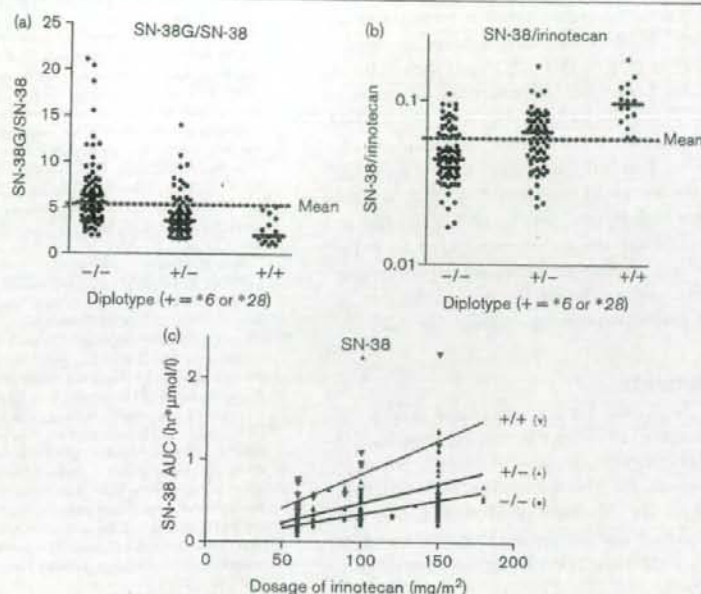 (a)
SN-38G/SN-38
25
20
15
10
5
0
SN-38G/SN-38
Mean
−/−
+/−
+/+
Diplotype (+ = *6 or *28)
(b)
SN-38/irinotecan
0.1
0.01
SN-38/irinotecan
Mean
−/−
+/−
+/+
Diplotype (+ = *6 or *28)
(c)
SN-38
2
1
0
SN-38 AUC (hr*μmol/l)
+/+ (▾)
+/− (▴)
−/− (•)
0
50
100
150
200
Dosage of irinotecan (mg/m²)